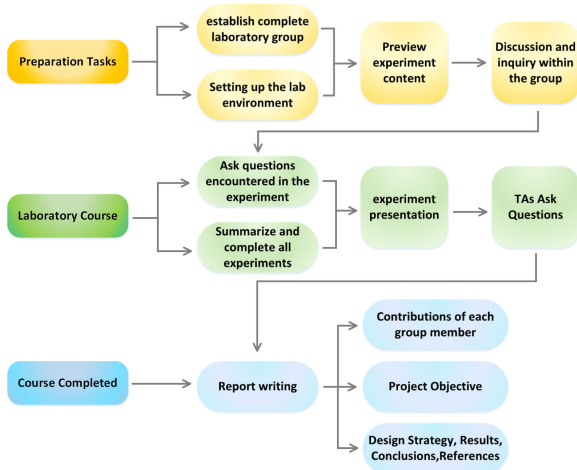 Preparation Tasks
establish complete
laboratory group
Setting up the lab
environment
Preview
experiment
content
Discussion and
inquiry within
the group
Laboratory Course
Ask questions
encountered in the
experiment
Summarize and
complete all
experiments
experiment
presentation
TAs Ask
Questions
Course Completed
Report writing
Contributions of each
group member
Project Objective
Design Strategy, Results,
Conclusions,References